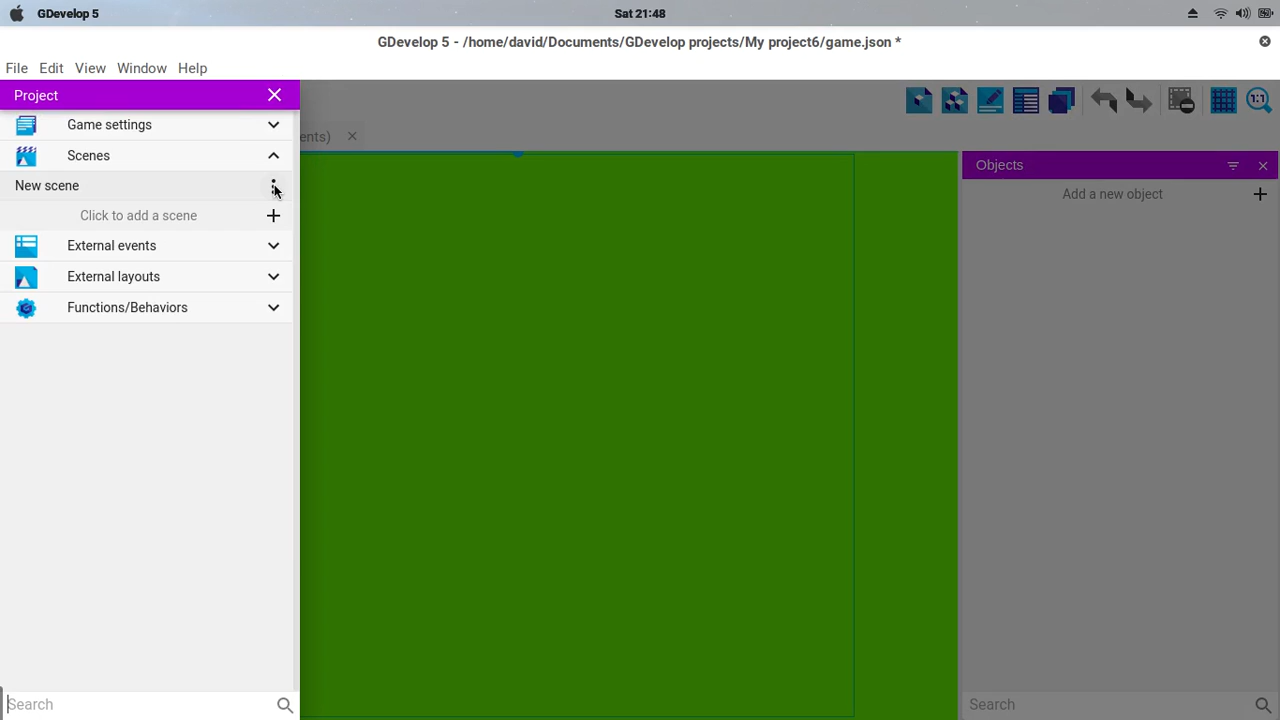 GDevelop 5
Sat 21:48
GDevelop 5 - /home/david/Documents/GDevelop projects/My project6/game.json *
File Edit View Window Help
Project
Game settings
Scenes
New scene
Click to add a scene
External events
External layouts
Functions/Behaviors
Search
ents)
1:1
Objects
Add a new object
Search